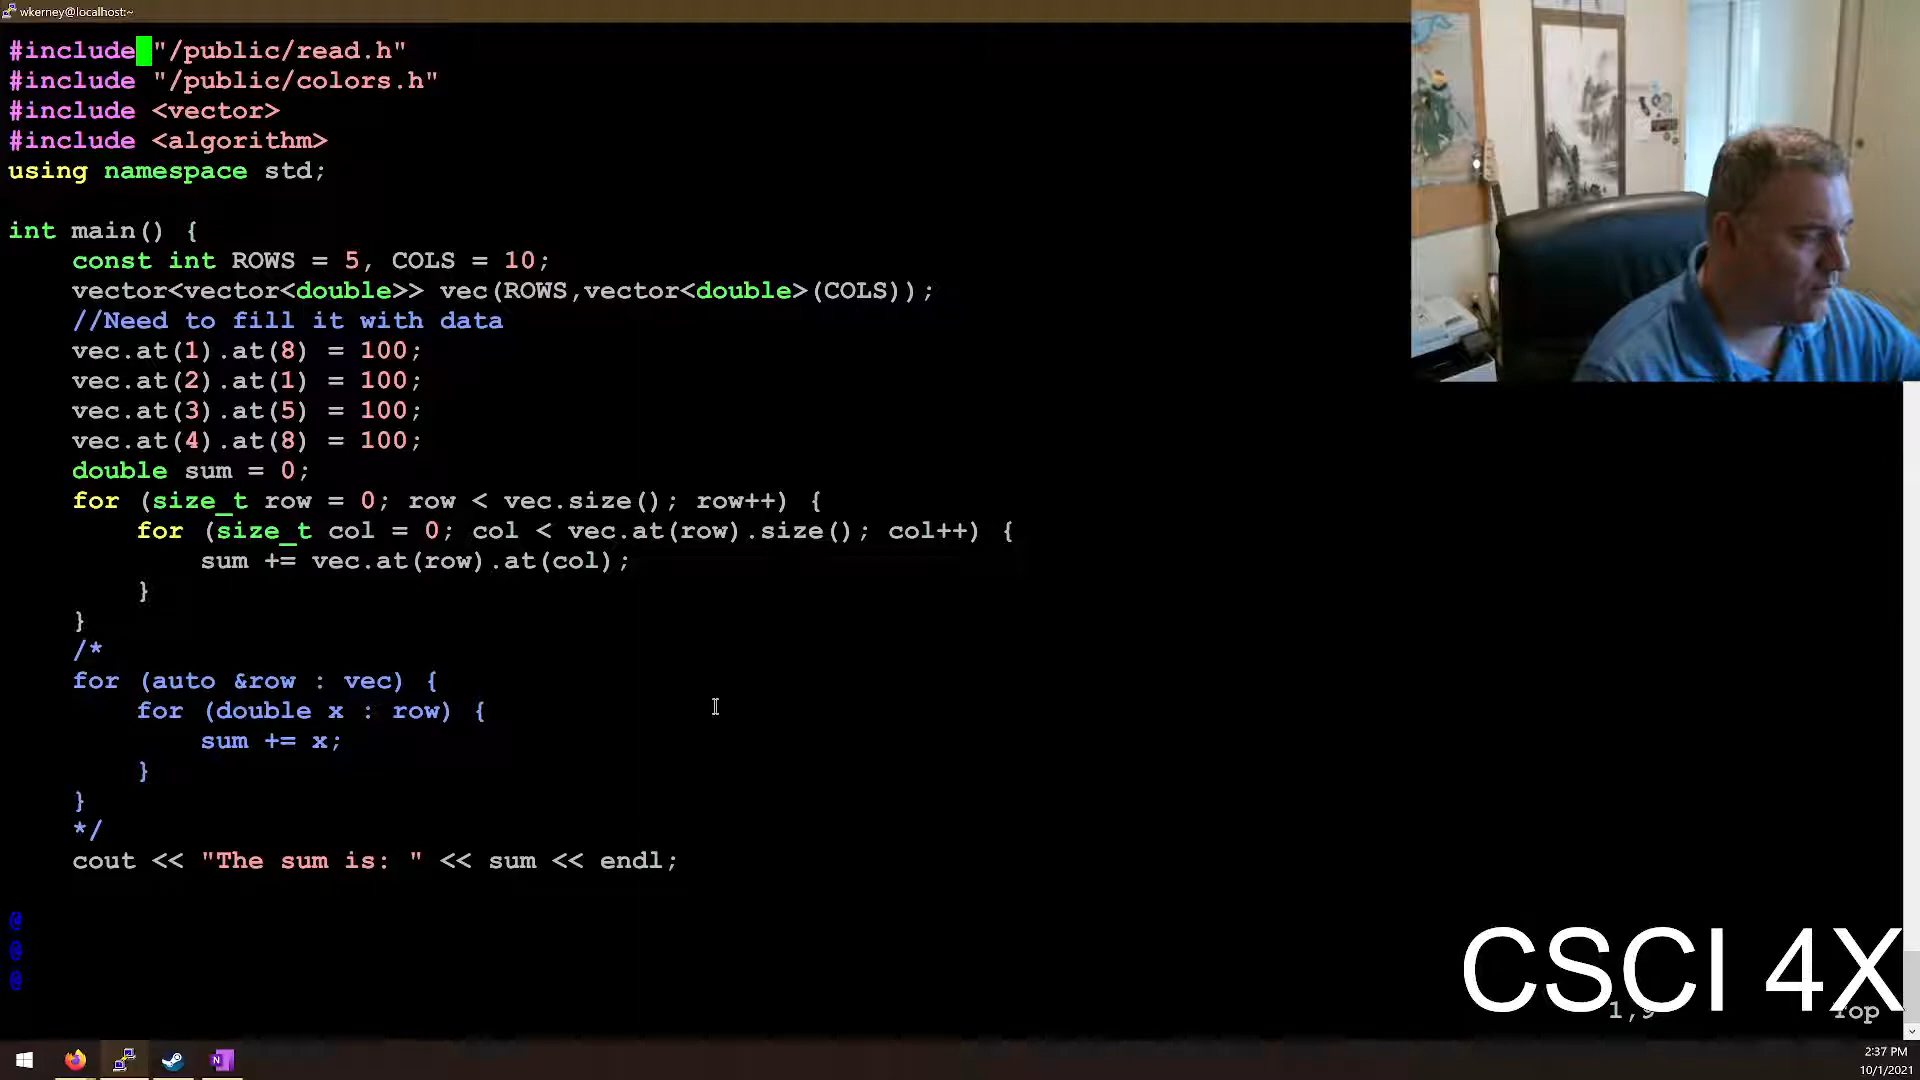 wkerney@localhost:~
#include "/public/read.h"
#include "/public/colors.h"
#include <vector>
#include <algorithm>
using namespace std;
int main() {
    const int ROWS = 5, COLS = 10;
    vector<vector<double>> vec(ROWS,vector<double>(COLS));
    //Need to fill it with data
    vec.at(1).at(8) = 100;
    vec.at(2).at(1) = 100;
    vec.at(3).at(5) = 100;
    vec.at(4).at(8) = 100;
    double sum = 0;
    for (size_t row = 0; row < vec.size(); row++) {
        for (size_t col = 0; col < vec.at(row).size(); col++) {
            sum += vec.at(row).at(col);
        }
    }
    /*
    for (auto &row : vec) {
        for (double x : row) {
            sum += x;
        }
    }
    */
    cout << "The sum is: " << sum << endl;
@
@
@
CSCI 4X
Top
2:37 PM
10/1/2021